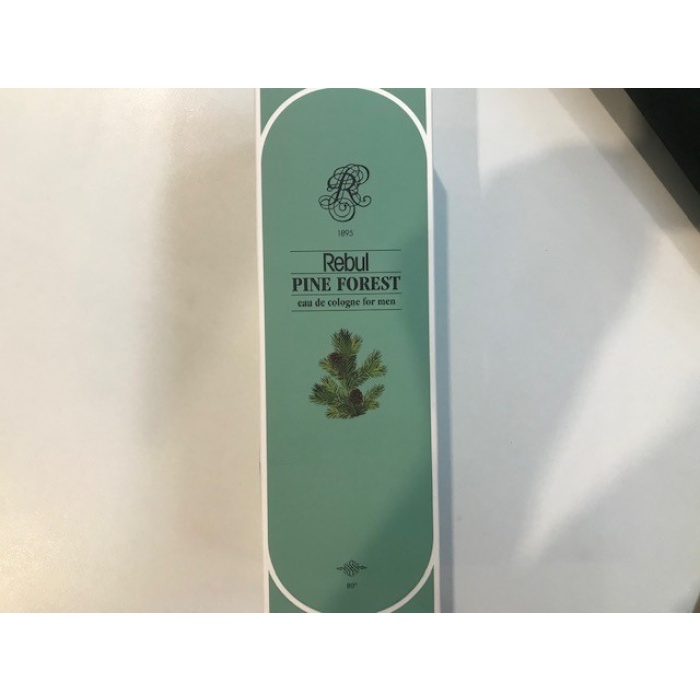 R
1895
Rebul
PINE FOREST
eau de cologne for men
80°